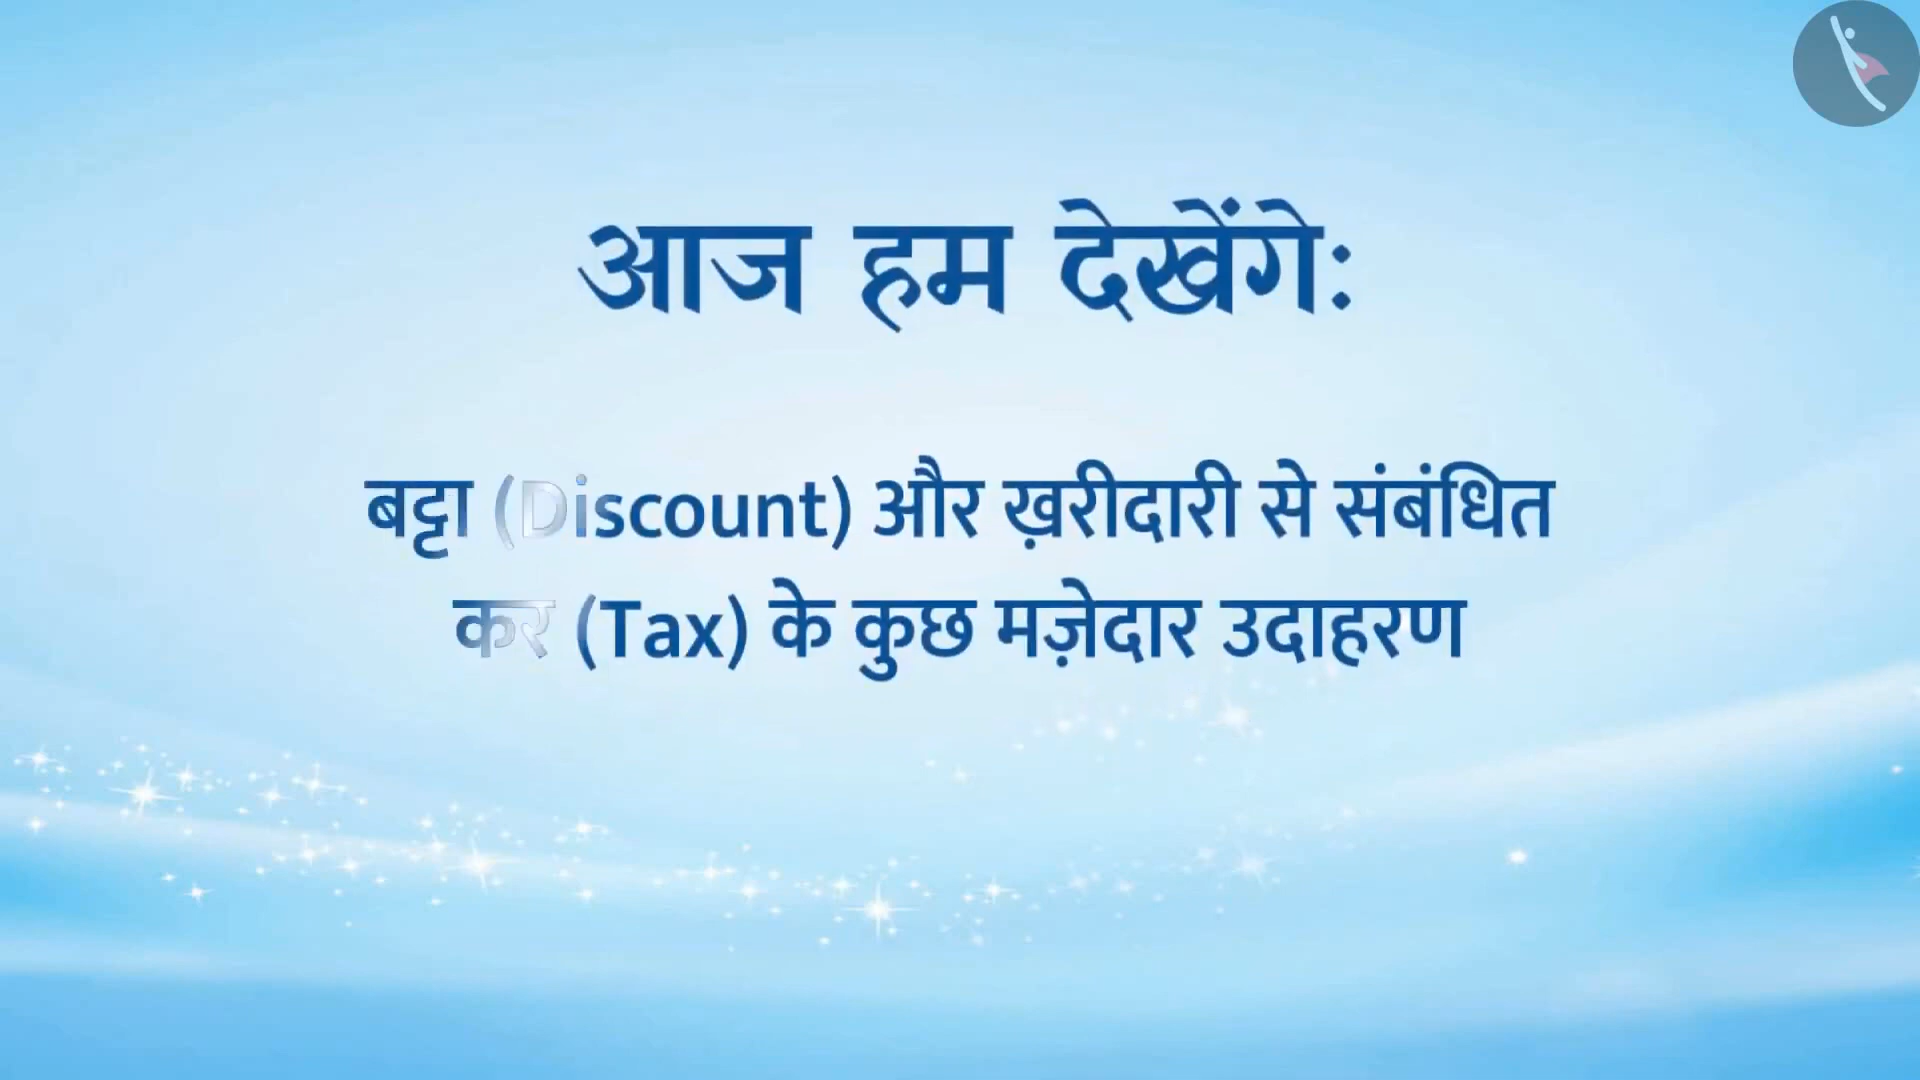 आज हम देखेंगे:
बट्टा (Discount) और ख़रीदारी से संबंधित
कर (Tax) के कुछ मज़ेदार उदाहरण